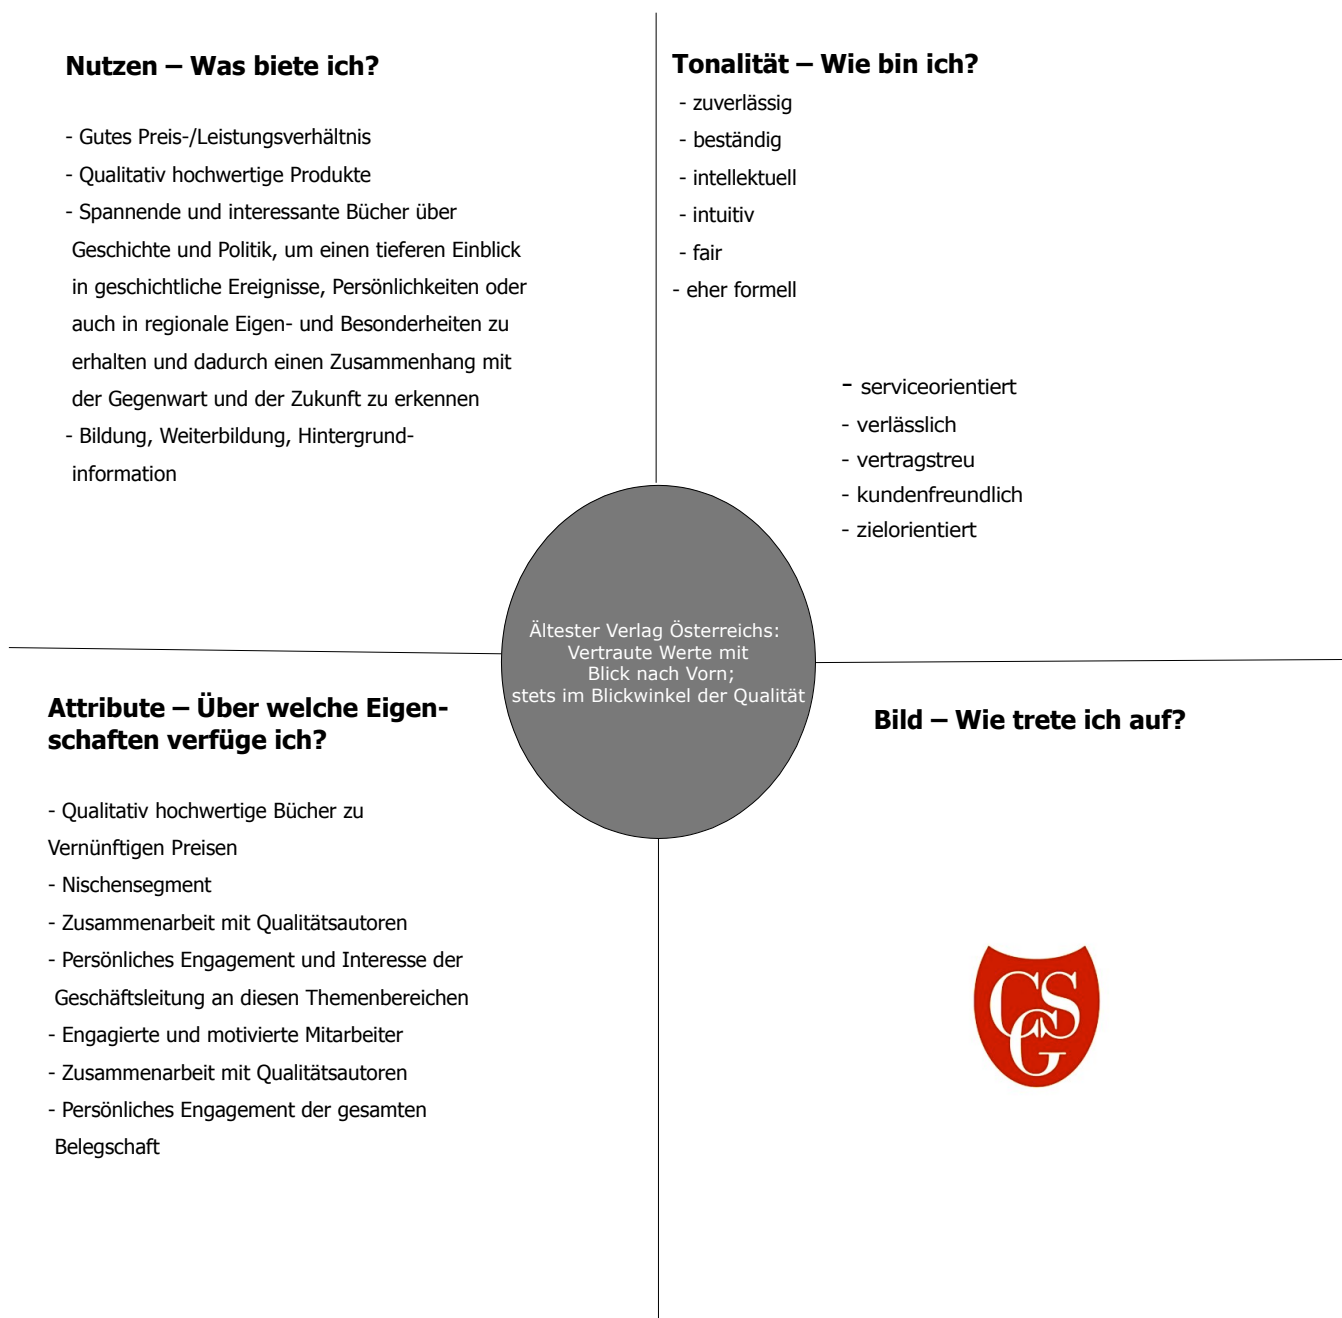 Nutzen – Was biete ich?
- Gutes Preis-/Leistungsverhältnis
- Qualitativ hochwertige Produkte
- Spannende und interessante Bücher über
Geschichte und Politik, um einen tieferen Einblick
in geschichtliche Ereignisse, Persönlichkeiten oder
auch in regionale Eigen- und Besonderheiten zu
erhalten und dadurch einen Zusammenhang mit
der Gegenwart und der Zukunft zu erkennen
- Bildung, Weiterbildung, Hintergrund-
information
Tonalität – Wie bin ich?
- zuverlässig
- beständig
- intellektuell
- intuitiv
- fair
- eher formell
- serviceorientiert
- verlässlich
- vertragstreu
- kundenfreundlich
- zielorientiert
Ältester Verlag Österreichs:
Vertraute Werte mit
Blick nach Vorn;
stets im Blickwinkel der Qualität
Attribute – Über welche Eigen-
schaften verfüge ich?
- Qualitativ hochwertige Bücher zu
Vernünftigen Preisen
- Nischensegment
- Zusammenarbeit mit Qualitätsautoren
- Persönliches Engagement und Interesse der
Geschäftsleitung an diesen Themenbereichen
- Engagierte und motivierte Mitarbeiter
- Zusammenarbeit mit Qualitätsautoren
- Persönliches Engagement der gesamten
Belegschaft
Bild – Wie trete ich auf?
CSG